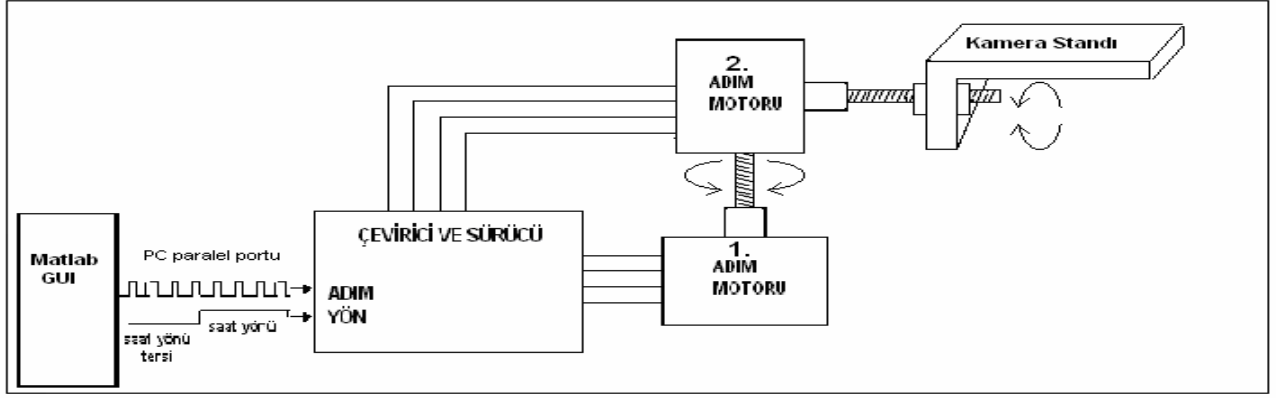 Kamera Standı
2.
ADIM
MOTORU
ÇEVİRİCİ VE SÜRÜCÜ
ADIM
YÖN
1.
ADIM
MOTORU
Matlab
GUI
PC paralel portu
saat yönü
tersi
saat yönü